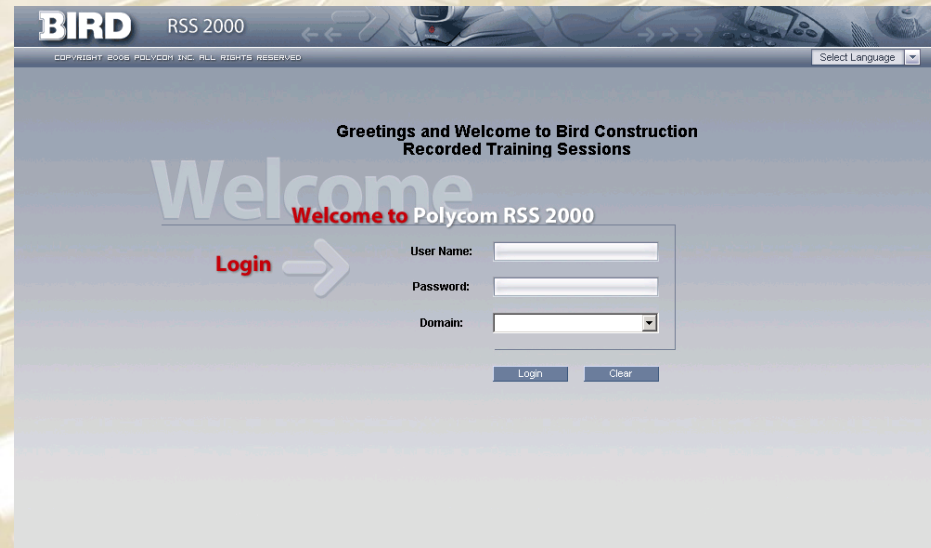 BIRD RSS 2000
COPYRIGHT 2006 POLYCOM INC. ALL RIGHTS RESERVED
Select Language
Greetings and Welcome to Bird Construction
Recorded Training Sessions
Welcome
Welcome to Polycom RSS 2000
Login
User Name:
Password:
Domain:
Login Clear